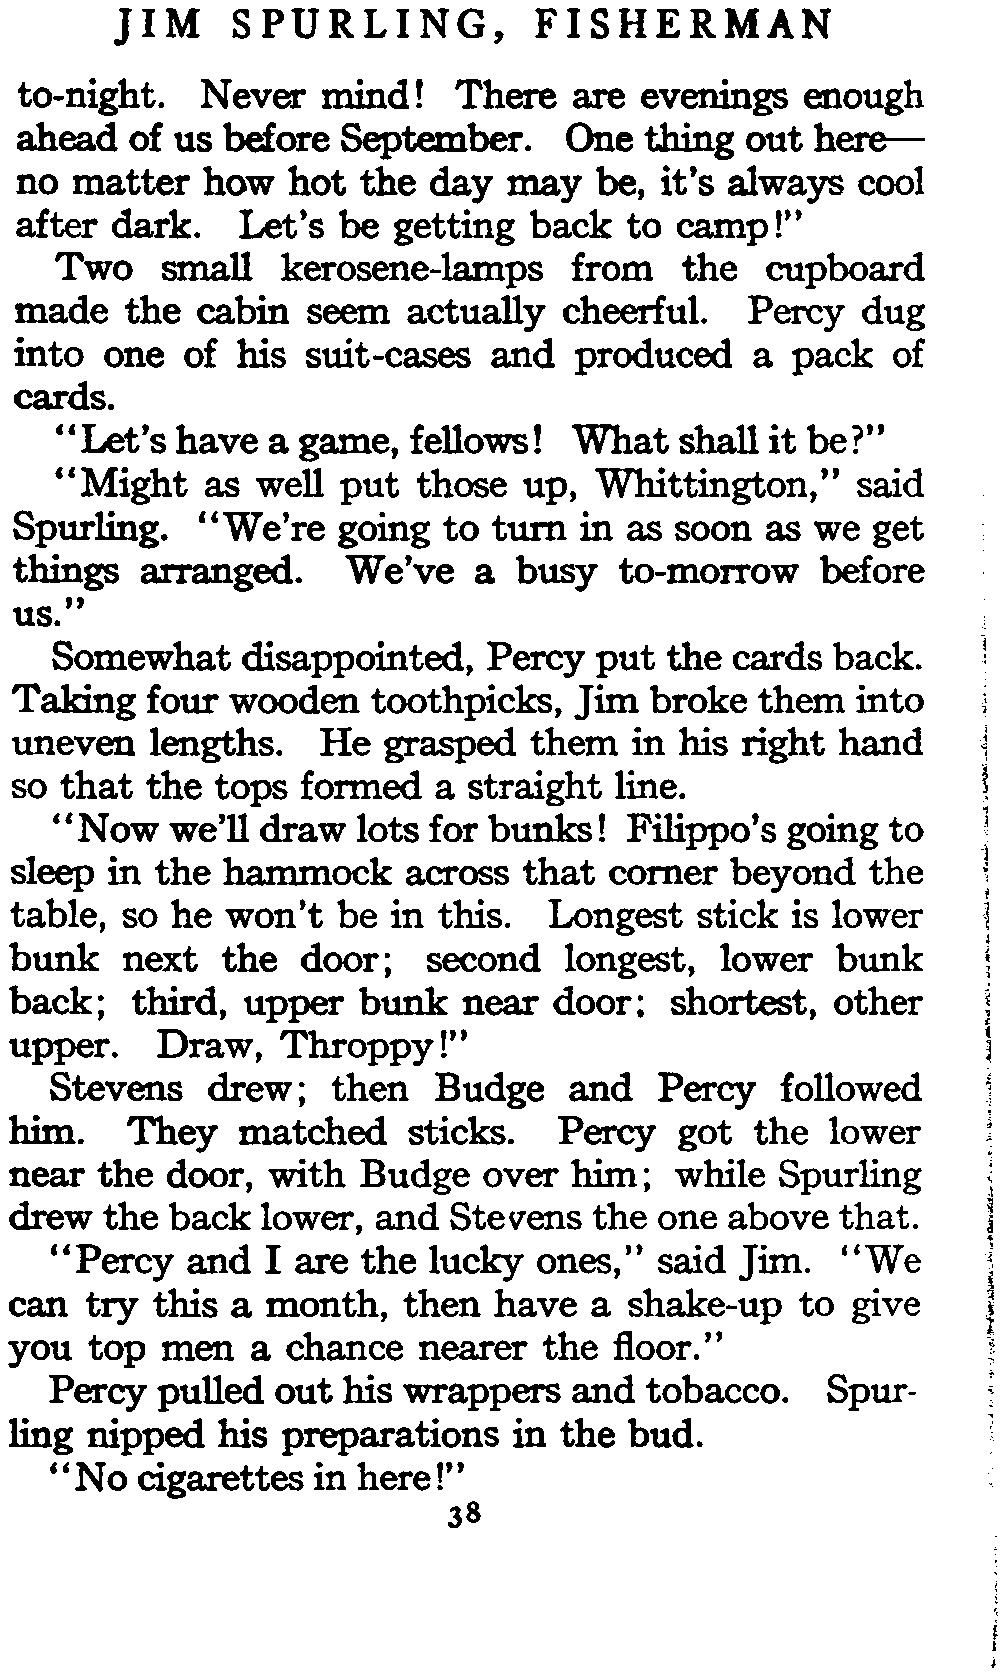 JIM SPURLING, FISHERMAN
to-night. Never mind! There are evenings enough
ahead of us before September. One thing out here—
no matter how hot the day may be, it's always cool
after dark. Let's be getting back to camp!"
Two small kerosene-lamps from the cupboard
made the cabin seem actually cheerful. Percy dug
into one of his suit-cases and produced a pack of
cards.
"Let's have a game, fellows! What shall it be?"
"Might as well put those up, Whittington," said
Spurling. "We're going to turn in as soon as we get
things arranged. We've a busy to-morrow before
us."
Somewhat disappointed, Percy put the cards back.
Taking four wooden toothpicks, Jim broke them into
uneven lengths. He grasped them in his right hand
so that the tops formed a straight line.
"Now we'll draw lots for bunks! Filippo's going to
sleep in the hammock across that corner beyond the
table, so he won't be in this. Longest stick is lower
bunk next the door; second longest, lower bunk
back; third, upper bunk near door; shortest, other
upper. Draw, Throppy!"
Stevens drew; then Budge and Percy followed
him. They matched sticks. Percy got the lower
near the door, with Budge over him; while Spurling
drew the back lower, and Stevens the one above that.
"Percy and I are the lucky ones," said Jim. "We
can try this a month, then have a shake-up to give
you top men a chance nearer the floor."
Percy pulled out his wrappers and tobacco. Spur-
ling nipped his preparations in the bud.
"No cigarettes in here!"
38